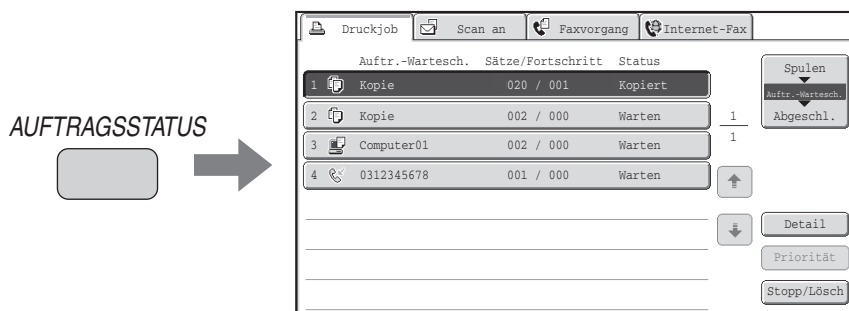 AUFTRAGSSTATUS
Druckjob Scan an Faxvorgang Internet-Fax
Auftr.-Wartesch. Sätze/Fortschritt Status
1 Kopie 020 / 001 Kopiert
2 Kopie 002 / 000 Warten
3 Computer01 002 / 000 Warten
4 0312345678 001 / 000 Warten
1
1
Spulen
Auftr.-Wartesch.
Abgeschl.
Detail
Priorität
Stopp/Lösch